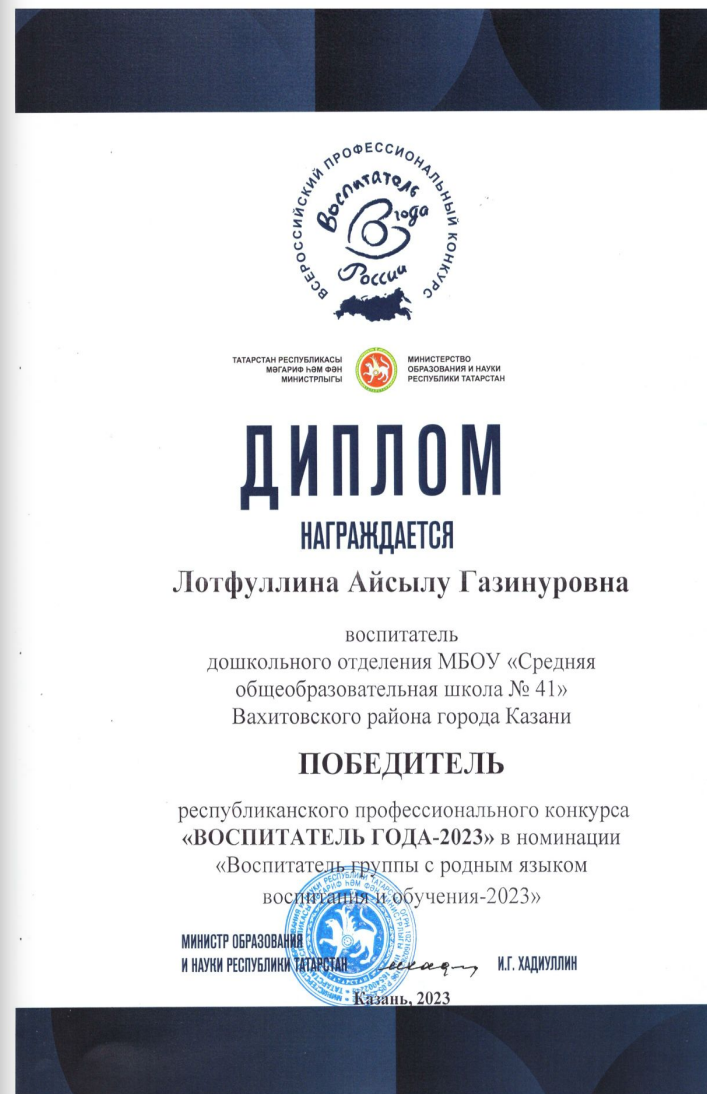 ВСЕРОССИЙСКИЙ ПРОФЕССИОНАЛЬНЫЙ КОНКУРС
Воспитатель
года
России
ТАТАРСТАН РЕСПУБЛИКАСЫ
МӘГАРИФ ҺӘМ ФӘН
МИНИСТРЛЫГЫ
МИНИСТЕРСТВО
ОБРАЗОВАНИЯ И НАУКИ
РЕСПУБЛИКИ ТАТАРСТАН
ДИПЛОМ
НАГРАЖДАЕТСЯ
Лотфуллина Айсылу Газинуровна
воспитатель
дошкольного отделения МБОУ «Средняя
общеобразовательная школа № 41»
Вахитовского района города Казани
ПОБЕДИТЕЛЬ
республиканского профессионального конкурса
«ВОСПИТАТЕЛЬ ГОДА-2023» в номинации
«Воспитатель группы с родным языком
воспитания и обучения-2023»
МИНИСТР ОБРАЗОВАНИЯ
И НАУКИ РЕСПУБЛИКИ ТАТАРСТАН
И.Г. ХАДИУЛЛИН
Казань, 2023